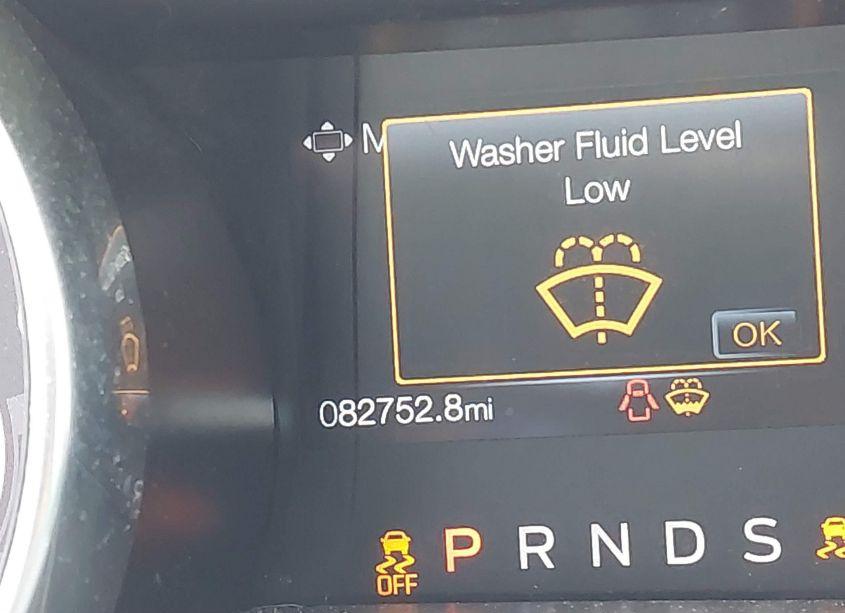 M
Washer Fluid Level
Low
OK
082752.8mi
OFF
P R N D S